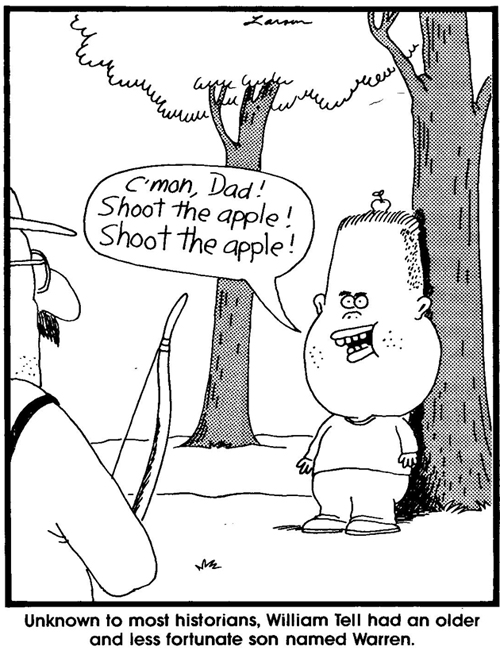 Larson
C'mon, Dad!
Shoot the apple!
Shoot the apple!
Unknown to most historians, William Tell had an older
and less fortunate son named Warren.